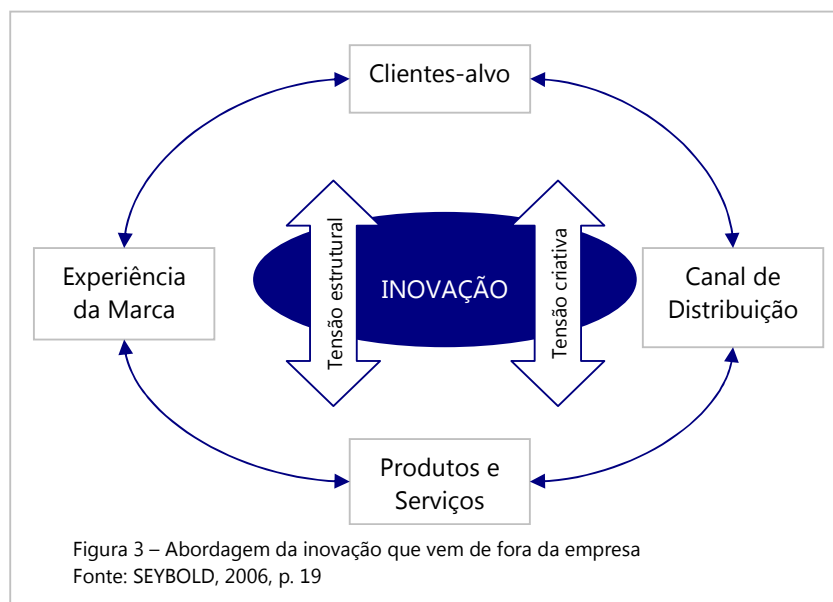 Clientes-alvo
Experiência
da Marca
Tensão estrutural
INOVAÇÃO
Tensão criativa
Canal de
Distribuição
Produtos e
Serviços
Figura 3 – Abordagem da inovação que vem de fora da empresa
Fonte: SEYBOLD, 2006, p. 19